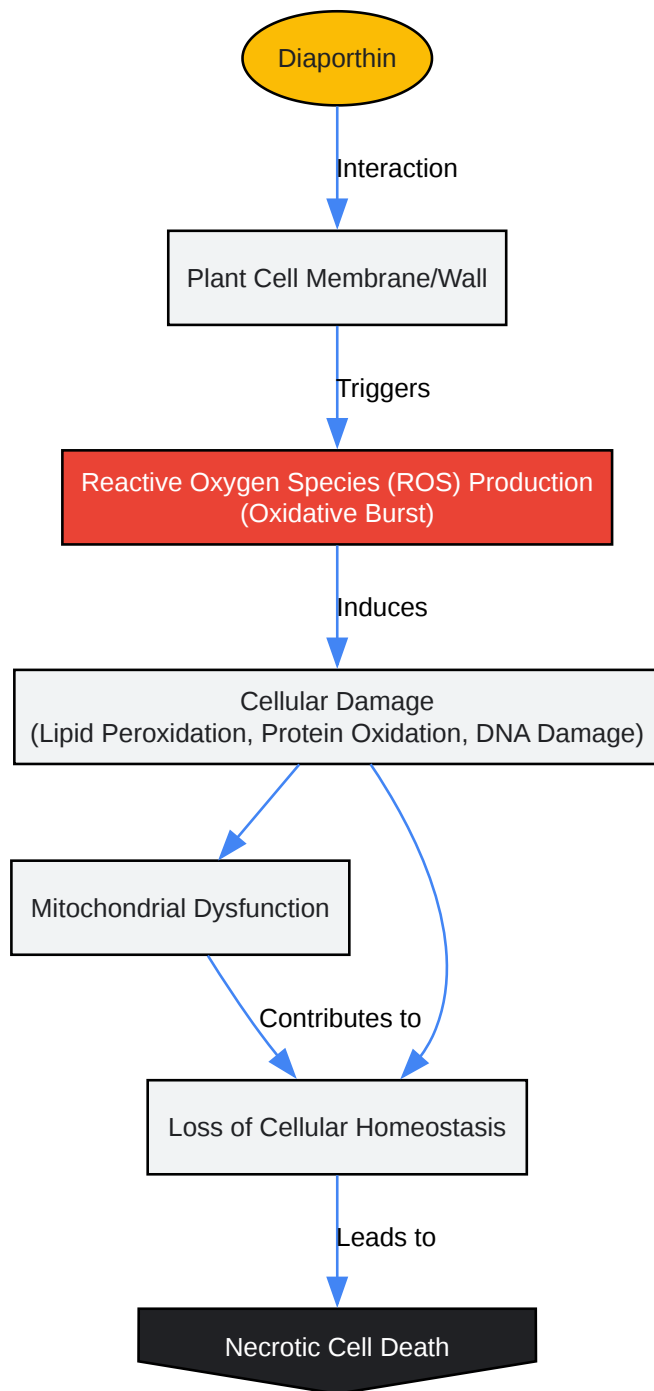 Diaporthin
Interaction
Plant Cell Membrane/Wall
Triggers
Reactive Oxygen Species (ROS) Production
(Oxidative Burst)
Induces
Cellular Damage
(Lipid Peroxidation, Protein Oxidation, DNA Damage)
Mitochondrial Dysfunction
Contributes to
Loss of Cellular Homeostasis
Leads to
Necrotic Cell Death